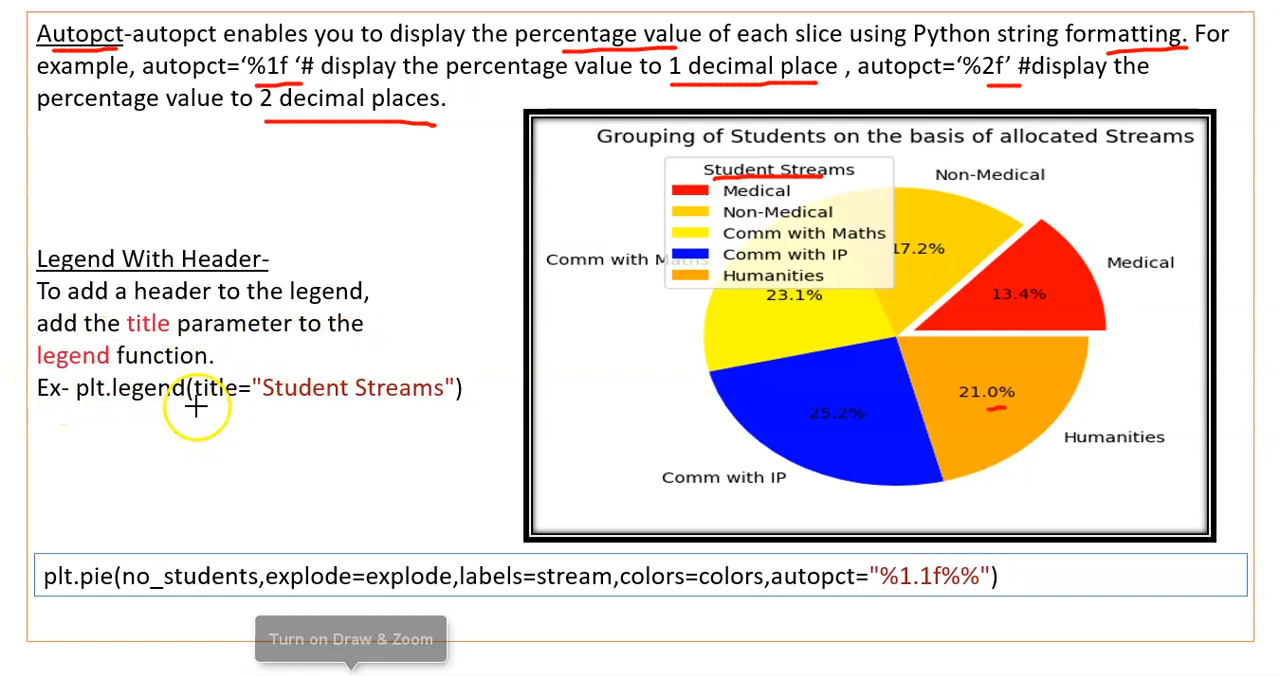 Autopct-autopct enables you to display the percentage value of each slice using Python string formatting. For
example, autopct=‘%1f ‘# display the percentage value to 1 decimal place , autopct=‘%2f’ #display the
percentage value to 2 decimal places.
Grouping of Students on the basis of allocated Streams
Student Streams
Medical
Non-Medical
Comm with Maths
Comm with IP
Humanities
Non-Medical
17.2%
Medical
13.4%
Comm with Maths
23.1%
25.2%
21.0%
Humanities
Comm with IP
Legend With Header-
To add a header to the legend,
add the title parameter to the
legend function.
Ex- plt.legend(title="Student Streams")
plt.pie(no_students,explode=explode,labels=stream,colors=colors,autopct="%1.1f%%")
Turn on Draw & Zoom